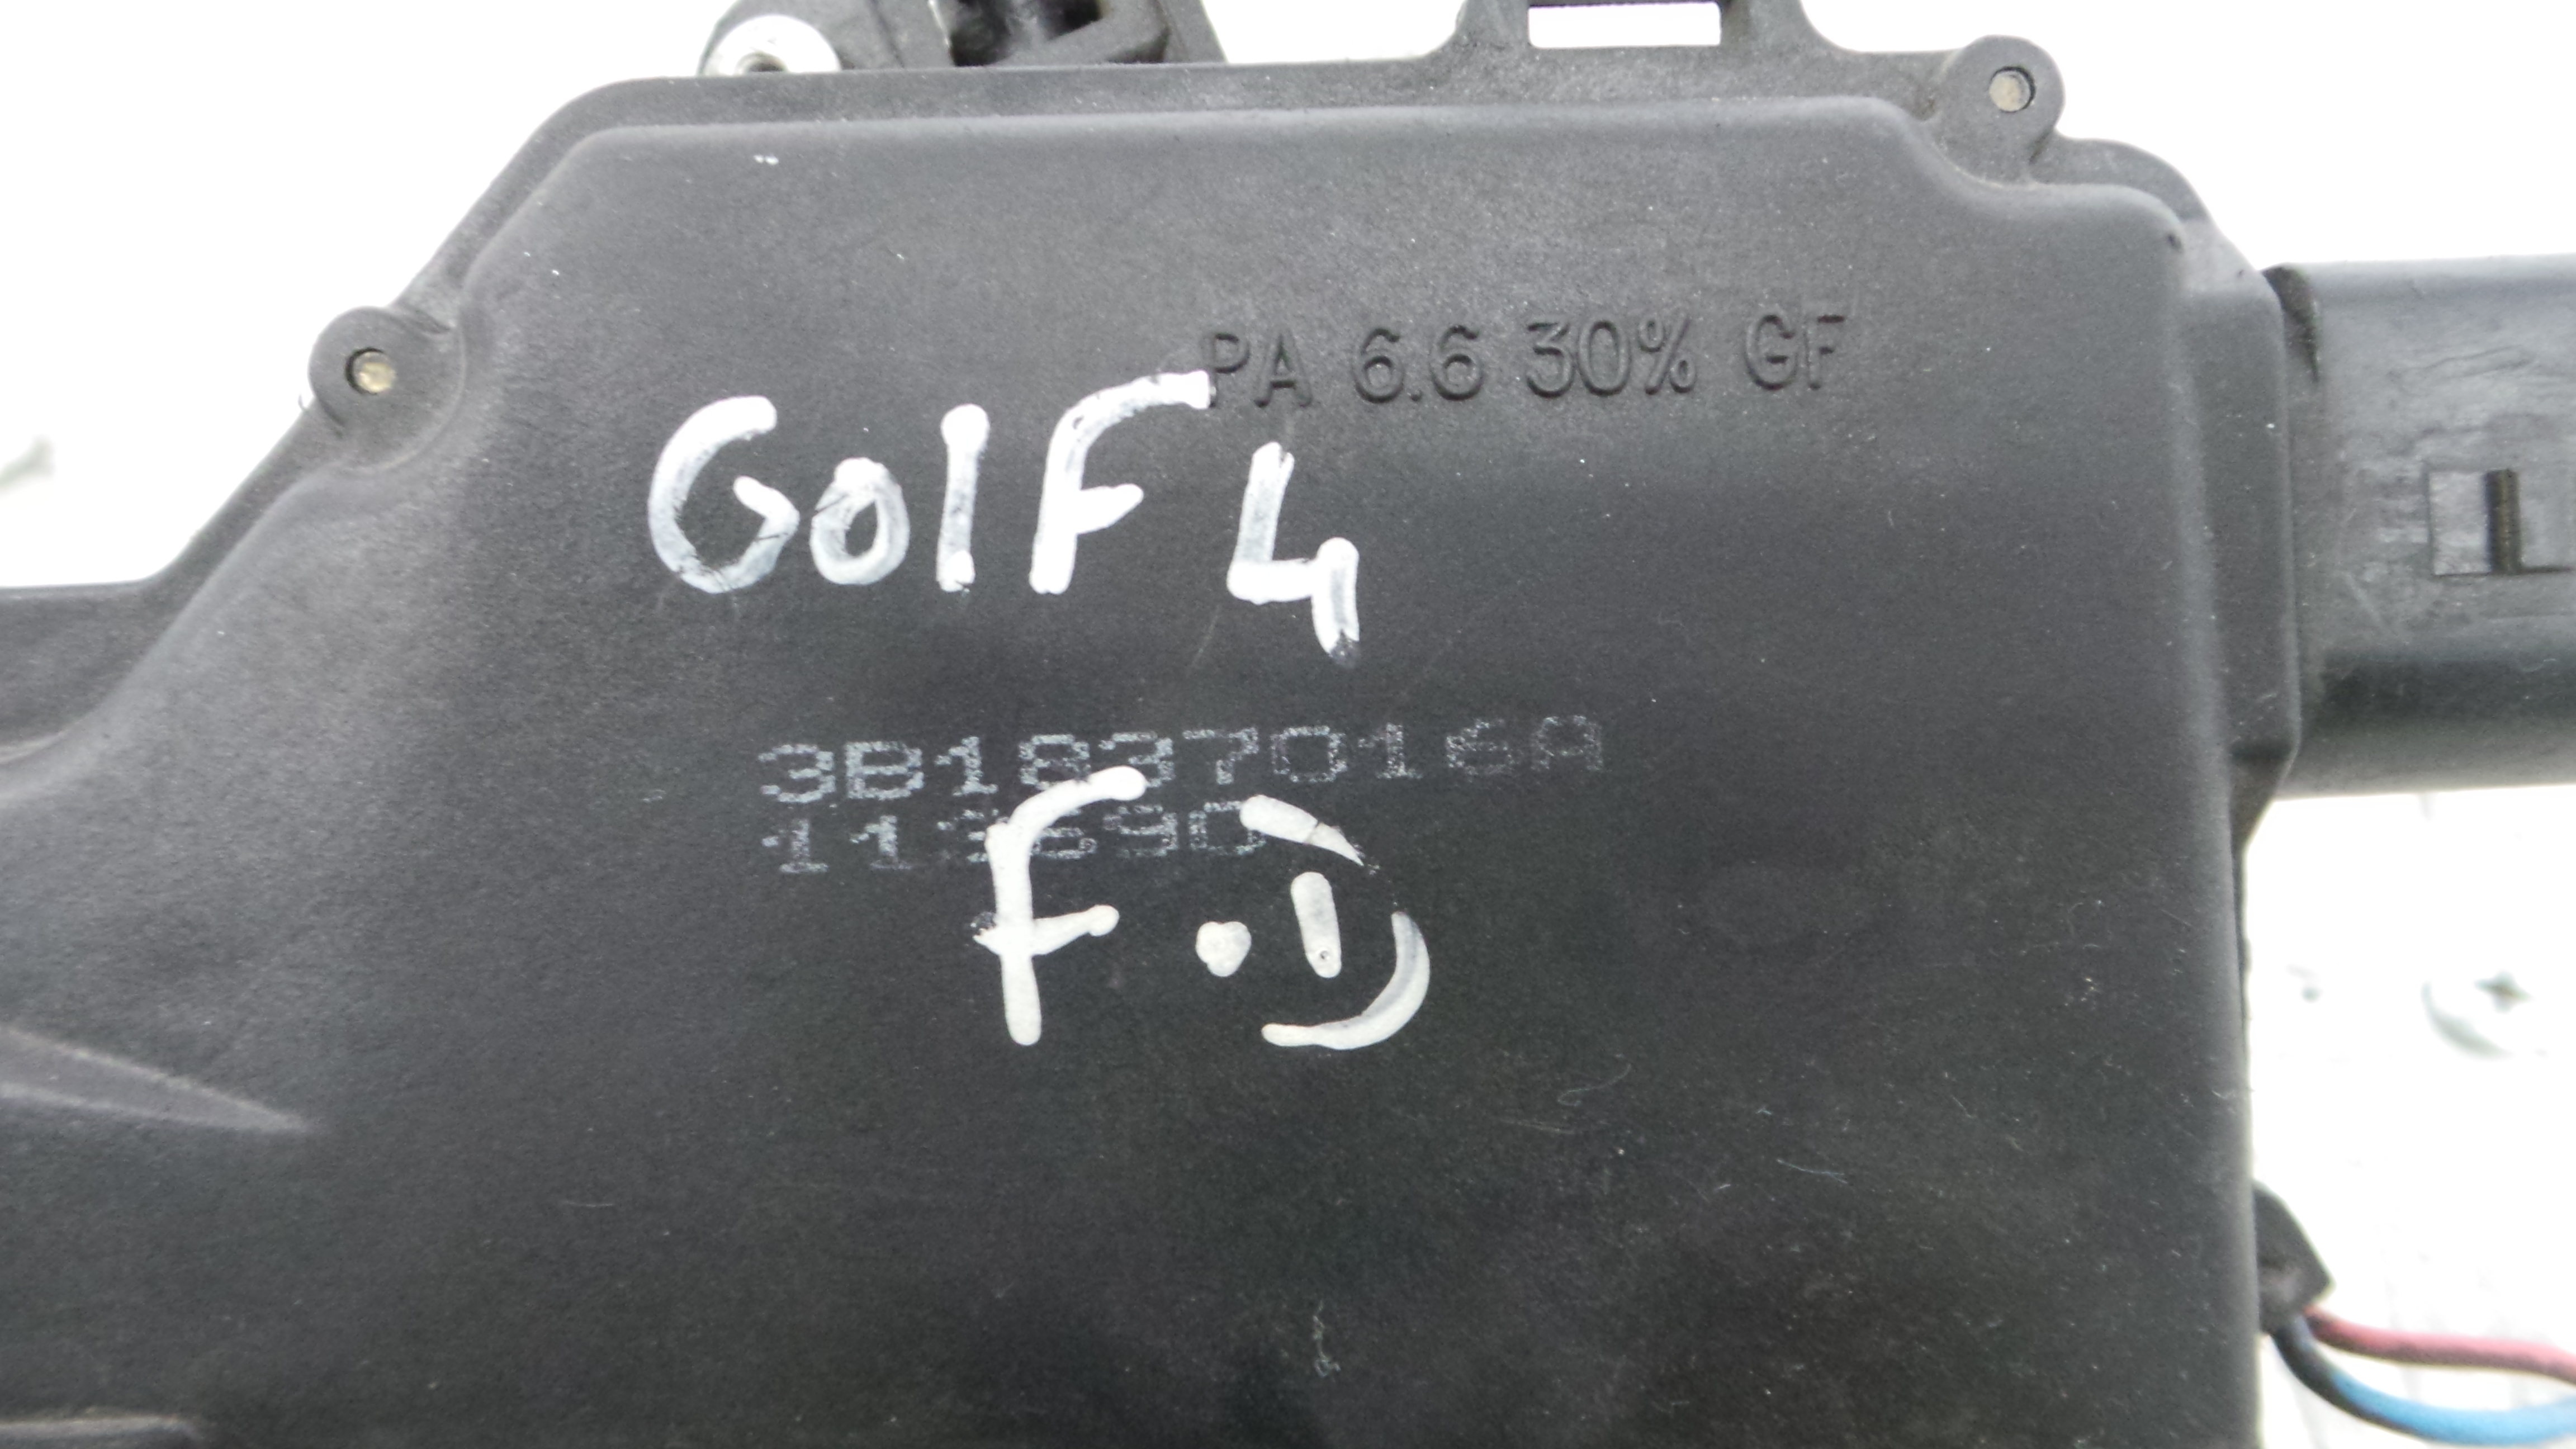 PA 6.6 30% GF
GolF 4
3B1837016A
F.D
L